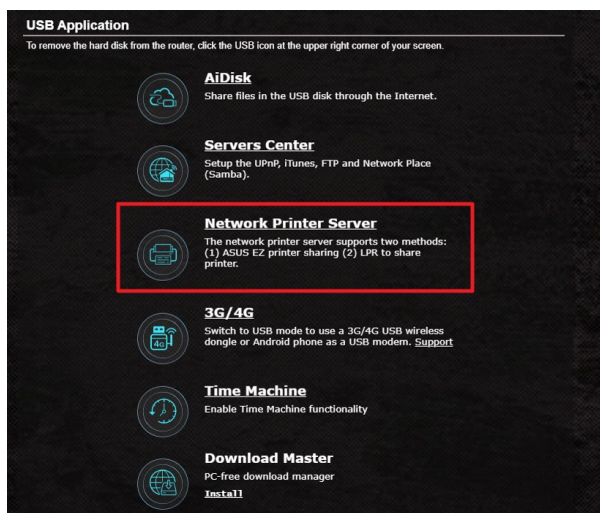 USB Application
To remove the hard disk from the router, click the USB icon at the upper right corner of your screen.
AiDisk
Share files in the USB disk through the Internet.
Servers Center
Setup the UPnP, iTunes, FTP and Network Place
(Samba).
Network Printer Server
The network printer server supports two methods:
(1) ASUS EZ printer sharing (2) LPR to share
printer.
3G/4G
4G
Switch to USB mode to use a 3G/4G USB wireless
dongle or Android phone as a USB modem. Support
Time Machine
Enable Time Machine functionality
Download Master
PC-free download manager
Install